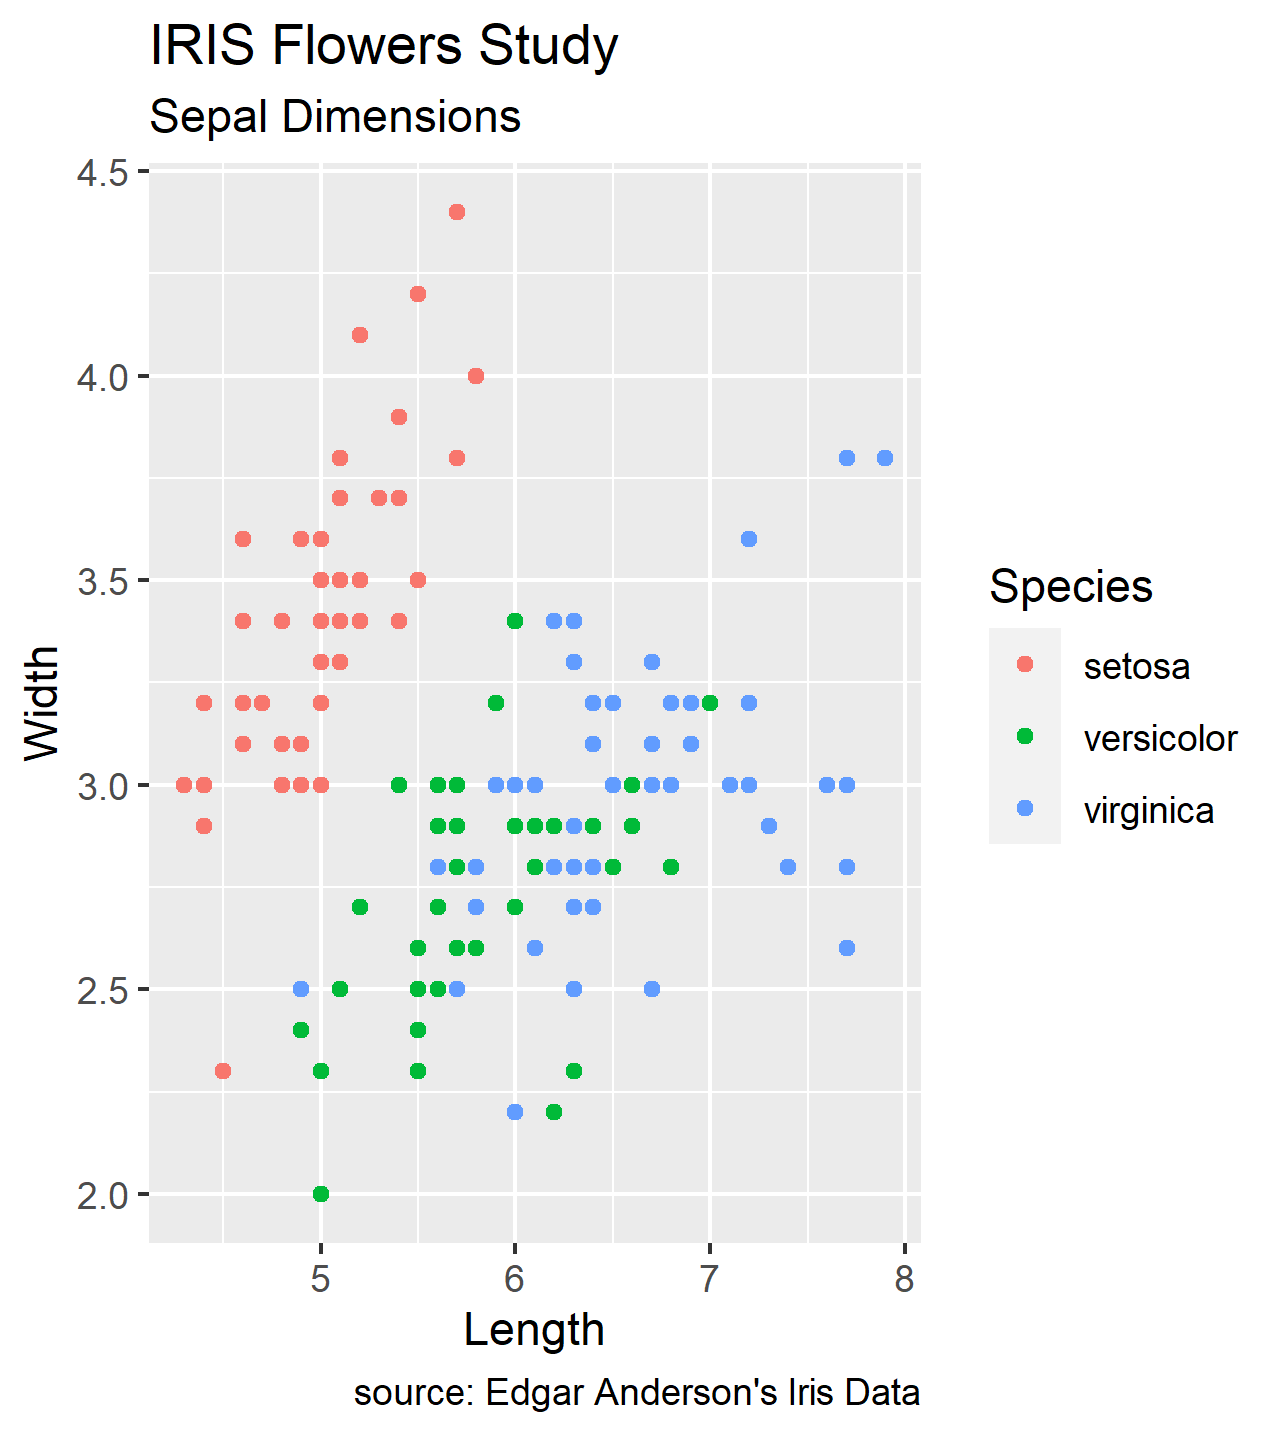 IRIS Flowers Study
Sepal Dimensions
4.5
4.0
3.5
3.0
2.5
2.0
Width
5 6 7 8
Length
source: Edgar Anderson's Iris Data
Species
setosa
versicolor
virginica